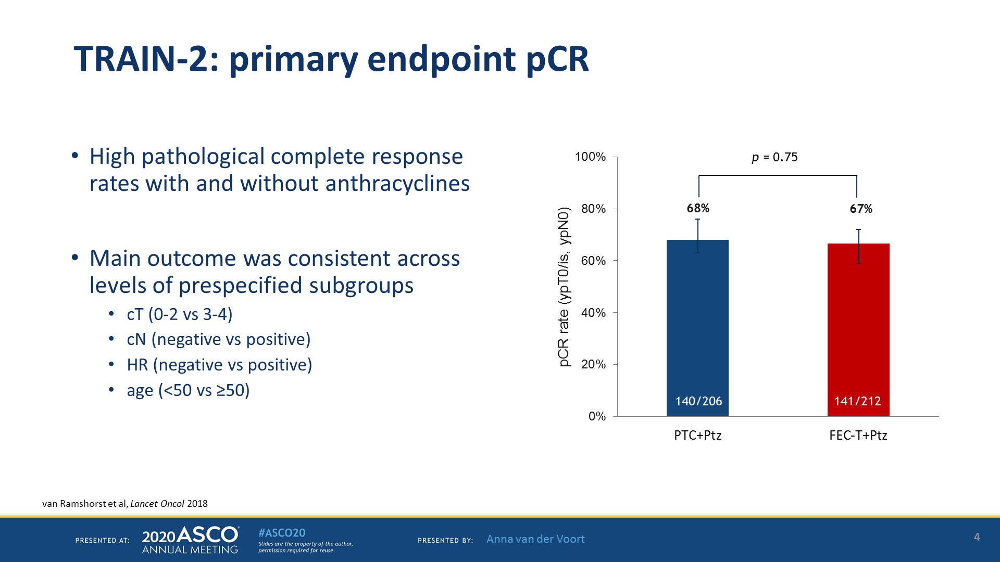 TRAIN-2: primary endpoint pCR
• High pathological complete response
rates with and without anthracyclines
• Main outcome was consistent across
levels of prespecified subgroups
• cT (0-2 vs 3-4)
• cN (negative vs positive)
• HR (negative vs positive)
• age (<50 vs ≥50)
pCR rate (ypT0/is, ypN0)
100%
80%
60%
40%
20%
0%
p = 0.75
68%
67%
140/206
141/212
PTC+Ptz
FEC-T+Ptz
van Ramshorst et al, Lancet Oncol 2018
PRESENTED AT:
2020 ASCO®
ANNUAL MEETING
#ASCO20
Slides are the property of the author,
permission required for reuse.
PRESENTED BY:
Anna van der Voort
4